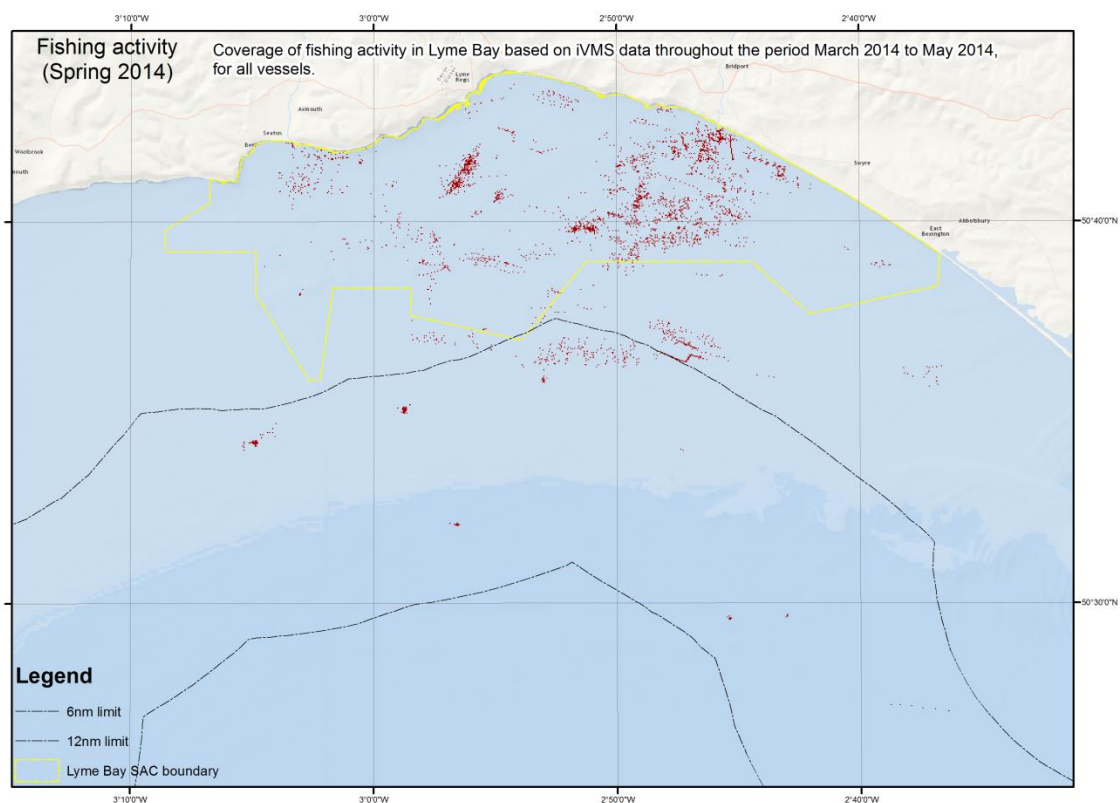 3°10'0"W 3°0'0"W 2°50'0"W 2°40'0"W
Fishing activity
(Spring 2014)
Coverage of fishing activity in Lyme Bay based on iVMS data throughout the period March 2014 to May 2014,
for all vessels.
Bridport
Lyme
Regis
Axmouth
Seaton
Woolbrook
Swyre
Abbotsbury
50°40'0"N
East
Bexington
50°30'0"N
Legend
6nm limit
12nm limit
Lyme Bay SAC boundary
3°10'0"W 3°0'0"W 2°50'0"W 2°40'0"W